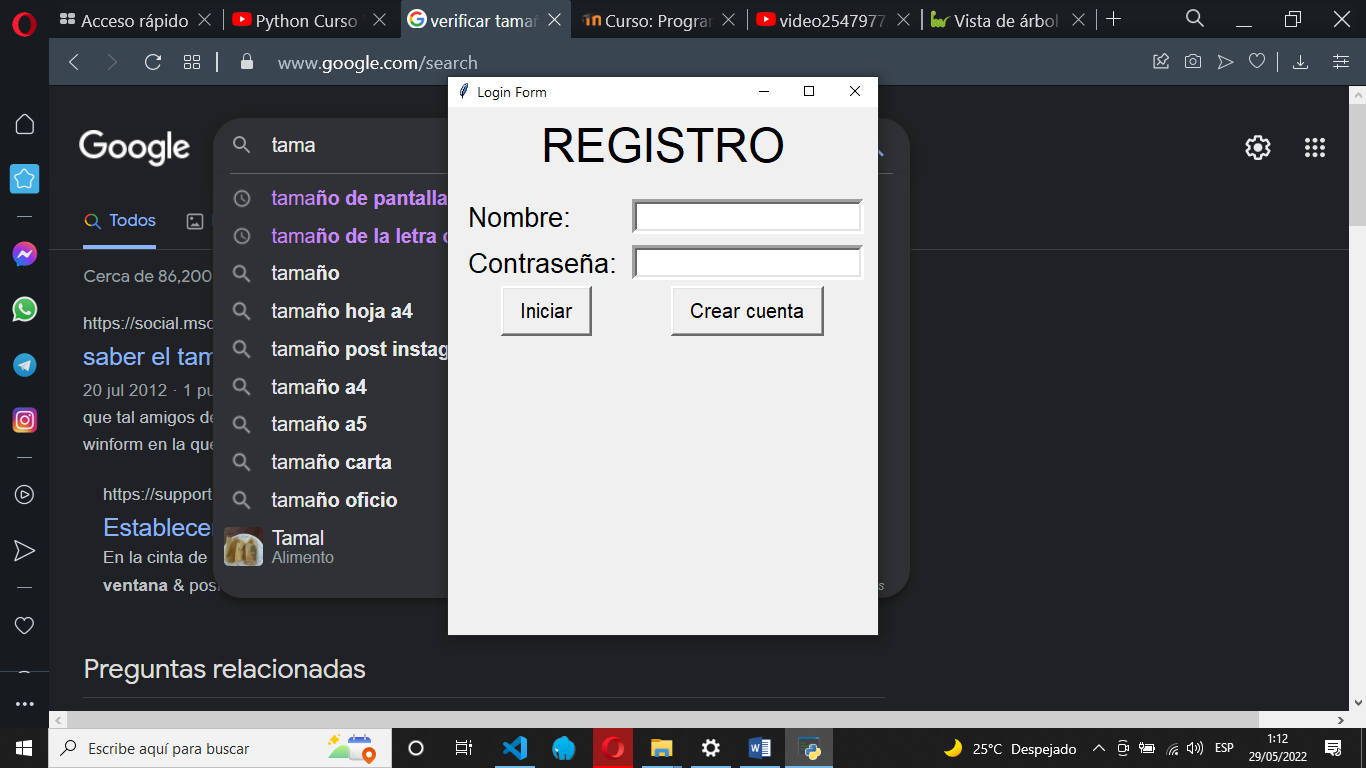 Acceso rápido
Python Curso
verificar tamañ
Curso: Progran
video2547977
Vista de árbol
www.google.com/search
Login Form
REGISTRO
Nombre:
Contraseña:
Iniciar
Crear cuenta
Google
tama
tamaño de pantalla
tamaño de la letra
tamaño
tamaño hoja a4
tamaño post instag
tamaño a4
tamaño a5
tamaño carta
tamaño oficio
Tamal
Alimento
Todos
Cerca de 86,200
https://social.msd
saber el tam
20 jul 2012 · 1 pu
que tal amigos de
winform en la que
https://support
Establecer
En la cinta de
ventana & pos
s
Preguntas relacionadas
Escribe aquí para buscar
25°C Despejado
ESP
1:12
29/05/2022